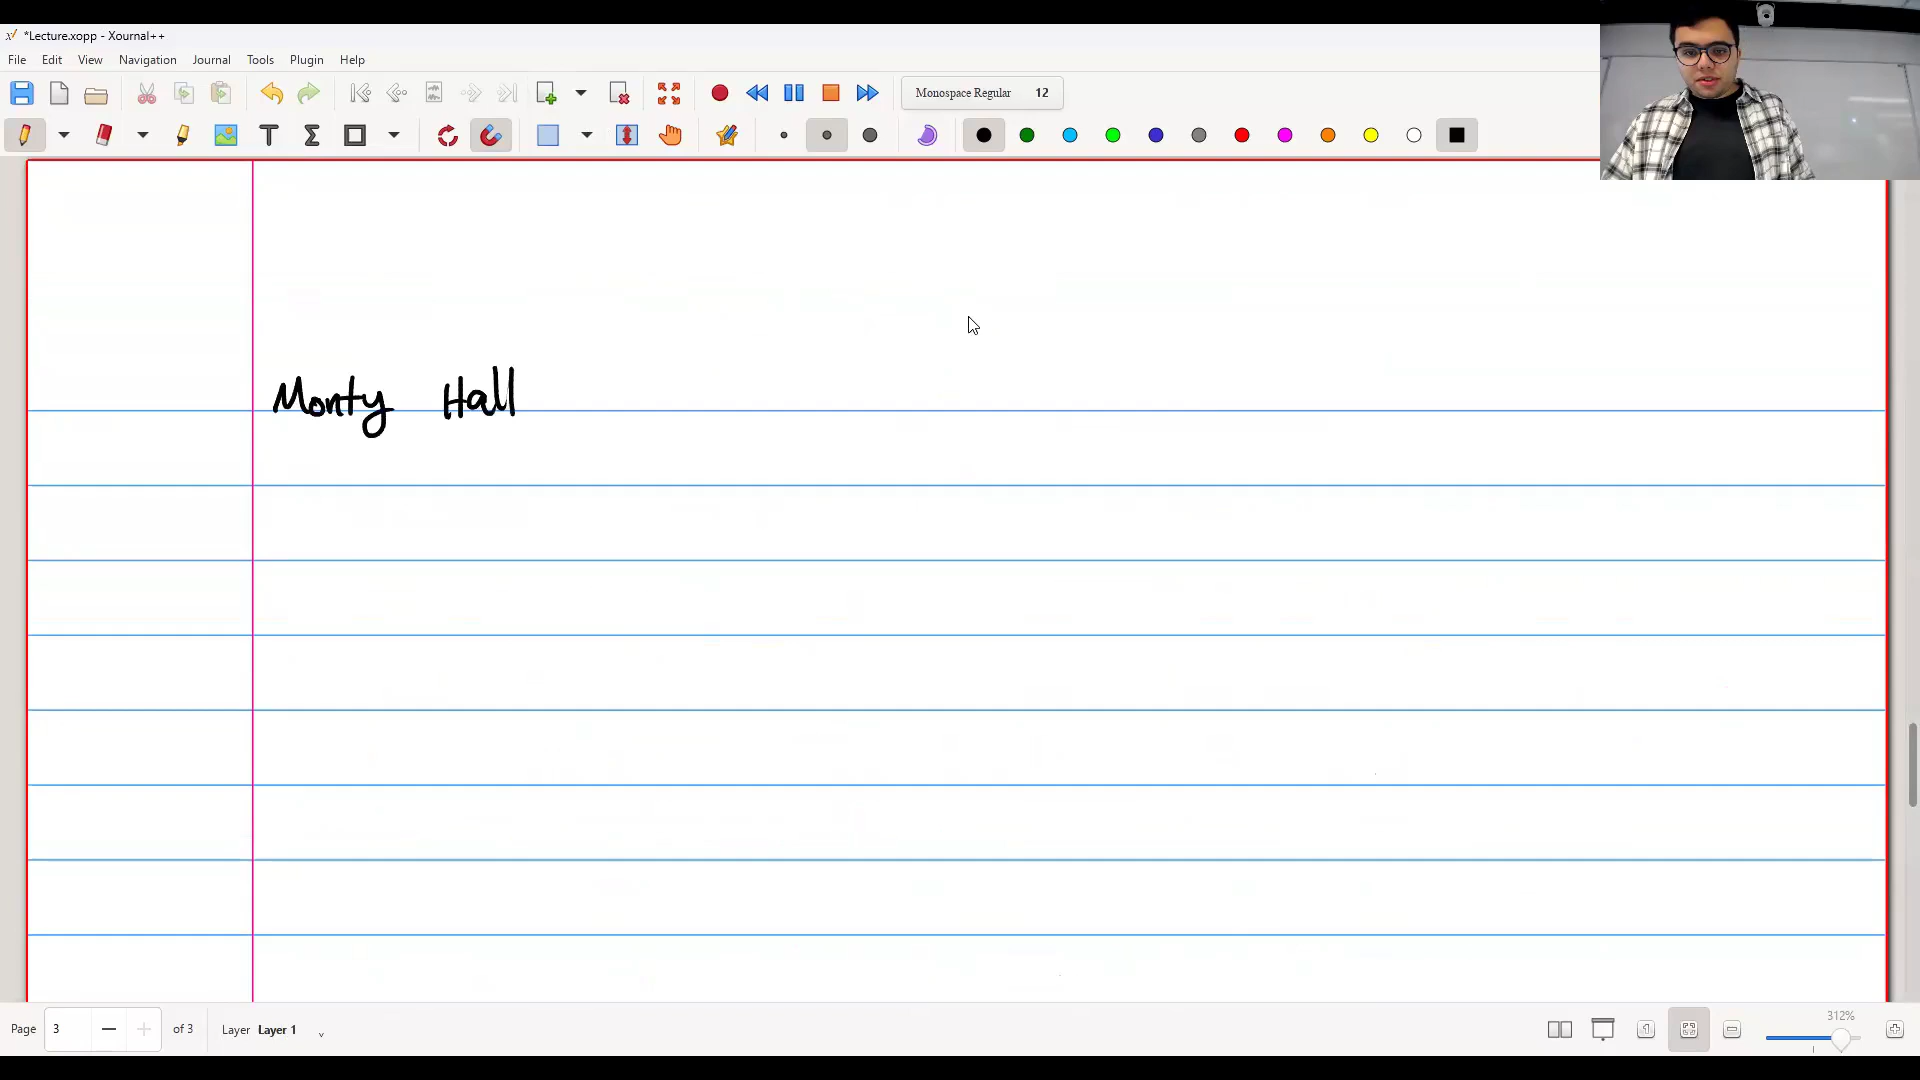 *Lecture.xopp - Xournal++
File Edit View Navigation Journal Tools Plugin Help
Monospace Regular 12
Monty Hall
Page 3 of 3 Layer Layer 1 312%